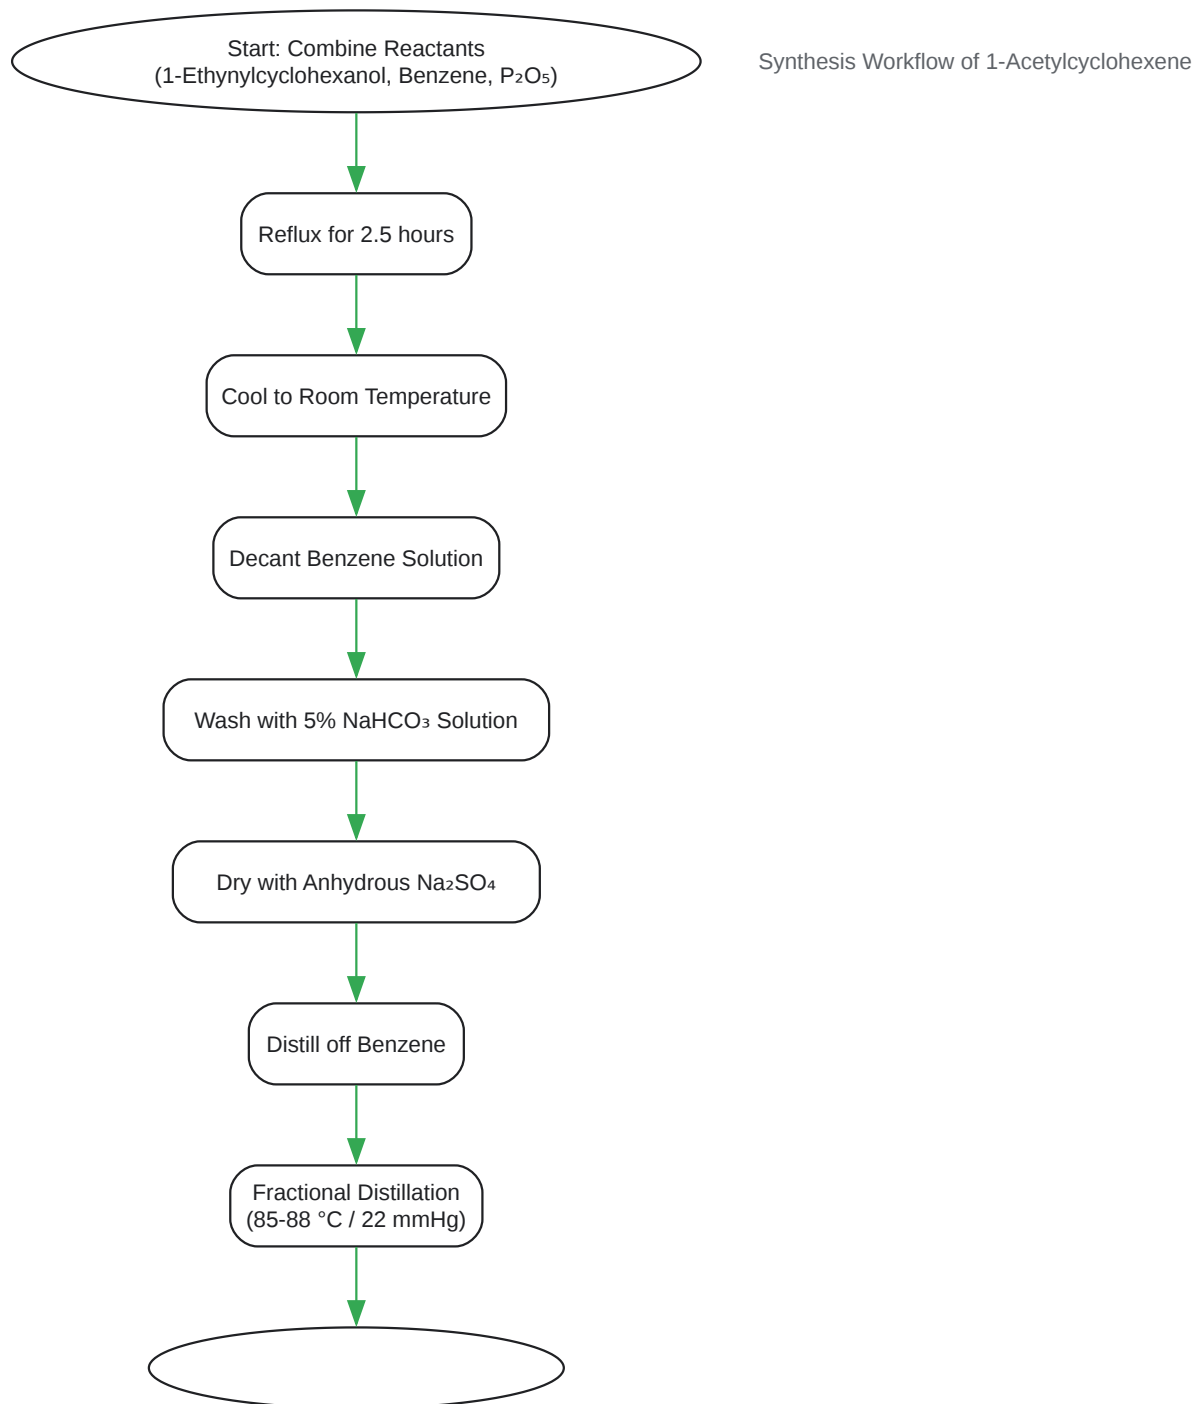 Start: Combine Reactants
(1-Ethynylcyclohexanol, Benzene, P₂O₅)
Synthesis Workflow of 1-Acetylcyclohexene
Reflux for 2.5 hours
Cool to Room Temperature
Decant Benzene Solution
Wash with 5% NaHCO₃ Solution
Dry with Anhydrous Na₂SO₄
Distill off Benzene
Fractional Distillation
(85-88 °C / 22 mmHg)